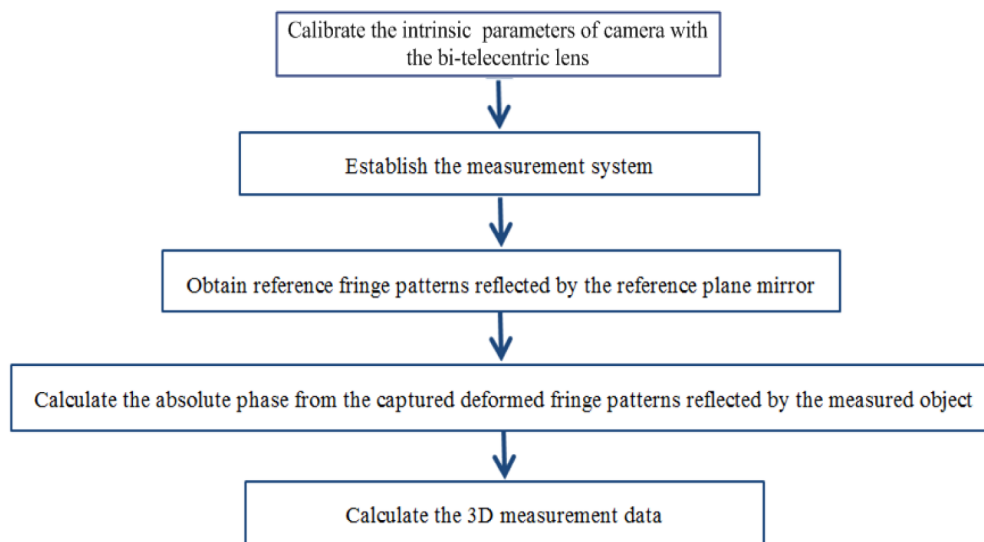 Calibrate the intrinsic parameters of camera with
the bi-telecentric lens
Establish the measurement system
Obtain reference fringe patterns reflected by the reference plane mirror
Calculate the absolute phase from the captured deformed fringe patterns reflected by the measured object
Calculate the 3D measurement data